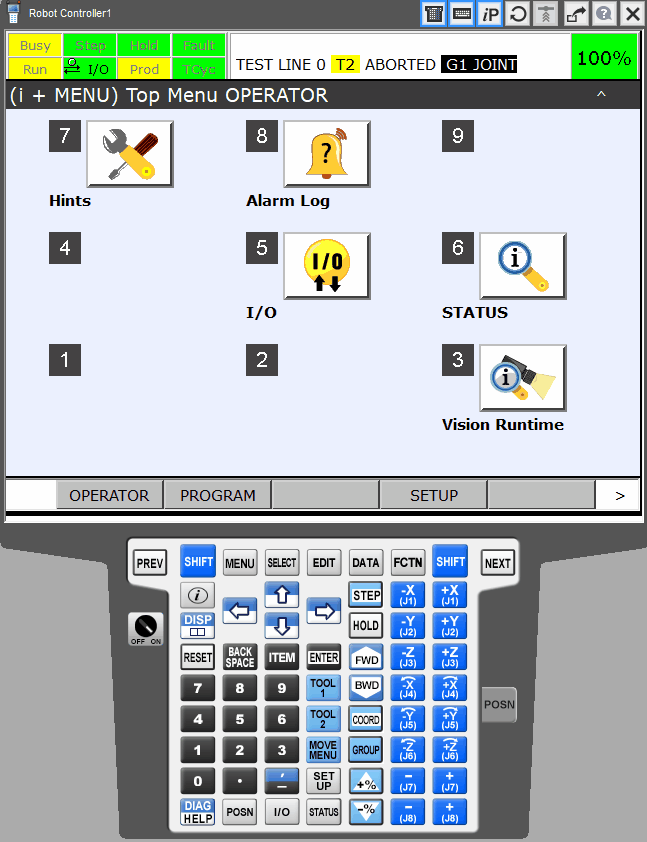 Robot Controller1
iP
Busy Step Hold Fault
Run I/O Prod TCyc
TEST LINE 0 T2 ABORTED G1 JOINT
100%
(i + MENU) Top Menu OPERATOR ^
7 8 ? 9
Hints Alarm Log
4 5 I/O 6 i
I/O STATUS
1 2 3 i
Vision Runtime
OPERATOR PROGRAM SETUP >
PREV SHIFT MENU SELECT EDIT DATA FCTN SHIFT NEXT
i STEP -X (J1) +X (J1)
OFF ON DISP HOLD -Y (J2) +Y (J2)
RESET BACK SPACE ITEM ENTER FWD -Z (J3) +Z (J3)
7 8 9 TOOL 1 BWD -X (J4) +X (J4)
4 5 6 TOOL 2 COORD -Y (J5) +Y (J5) POSN
1 2 3 MOVE MENU GROUP -Z (J6) +Z (J6)
0 . , — SET UP +% - (J7) + (J7)
DIAG HELP POSN I/O STATUS -% - (J8) + (J8)